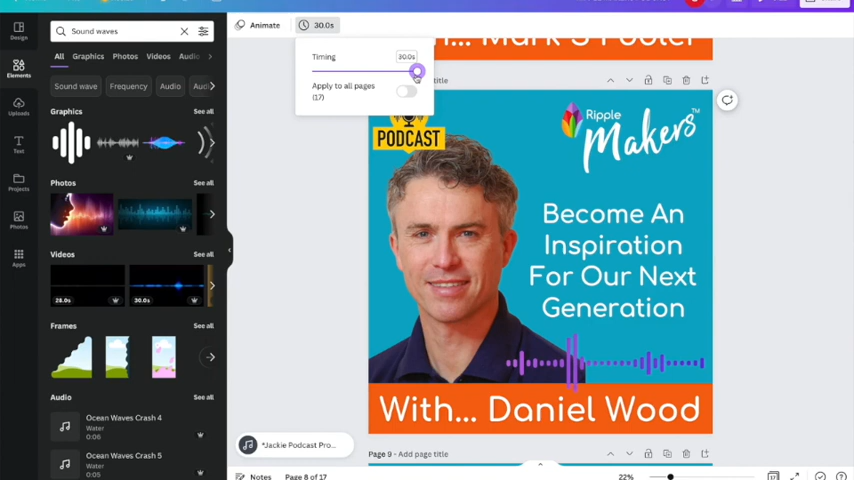 Animate
30.0s
Sound waves
Timing
30.0s
Apply to all pages
(17)
Design
Elements
Uploads
Text
Projects
Photos
Apps
All
Graphics
Photos
Videos
Audio
Sound wave
Frequency
Audio
Graphics
See all
Photos
See all
Videos
See all
28.0s
30.0s
Frames
See all
Audio
See all
Ocean Waves Crash 4
Water
0:06
Ocean Waves Crash 5
Water
0:05
With... Mark S Foster
title
PODCAST
Ripple
Makers™
Become An
Inspiration
For Our Next
Generation
With... Daniel Wood
*Jackie Podcast Pro...
Page 9 - Add page title
Notes
Page 8 of 17
22%
17